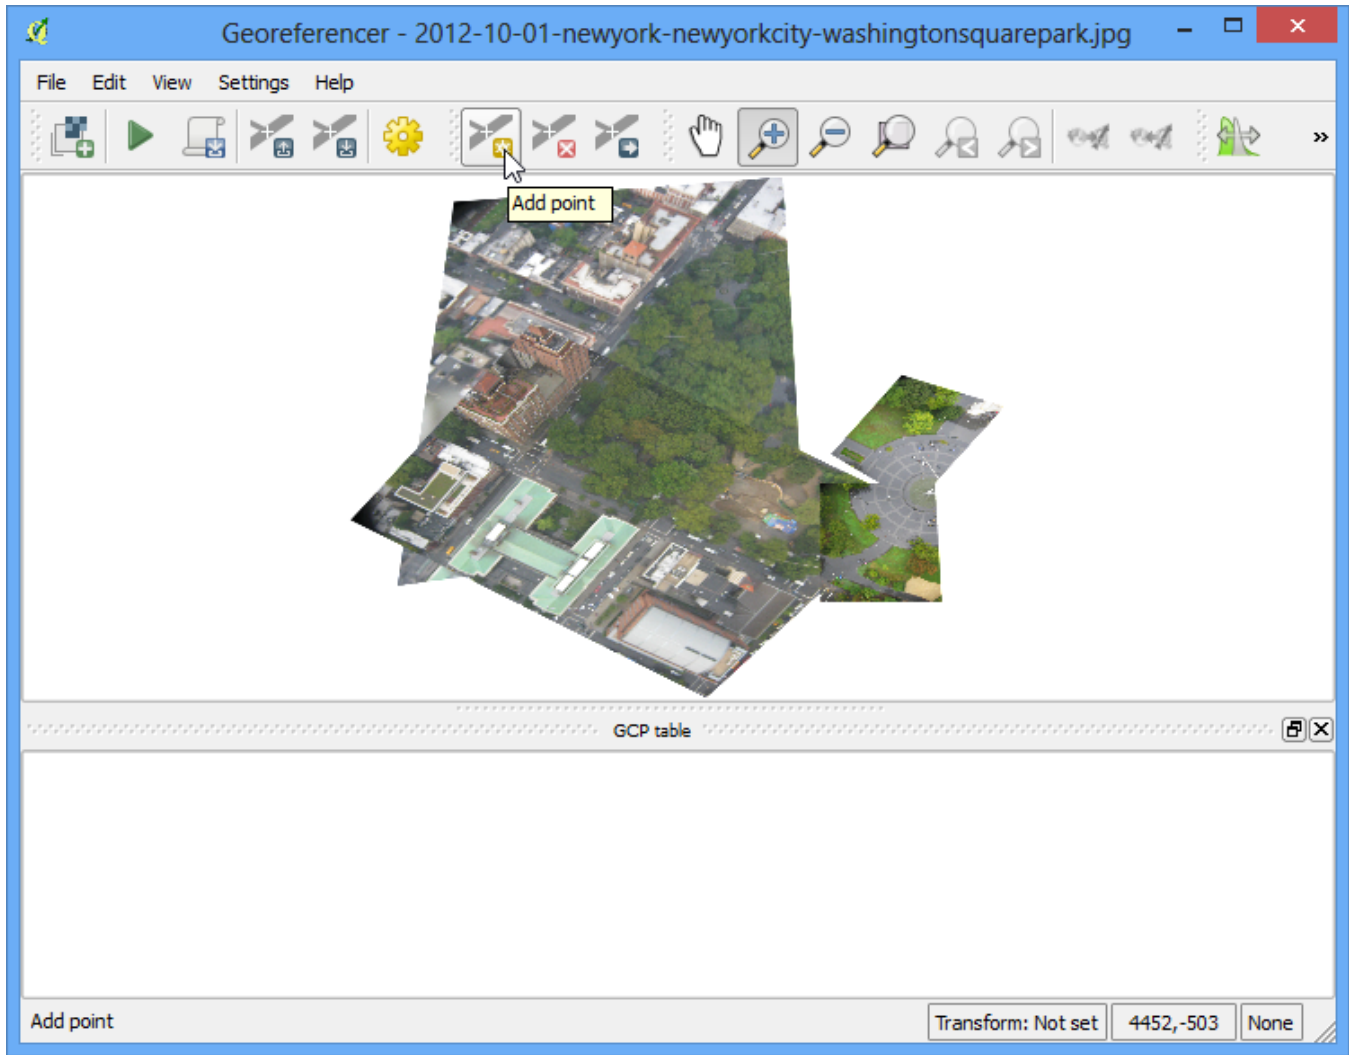 Georeferencer - 2012-10-01-newyork-newyorkcity-washingtonsquarepark.jpg
File Edit View Settings Help
»
Add point
GCP table
Add point
Transform: Not set
4452,-503
None